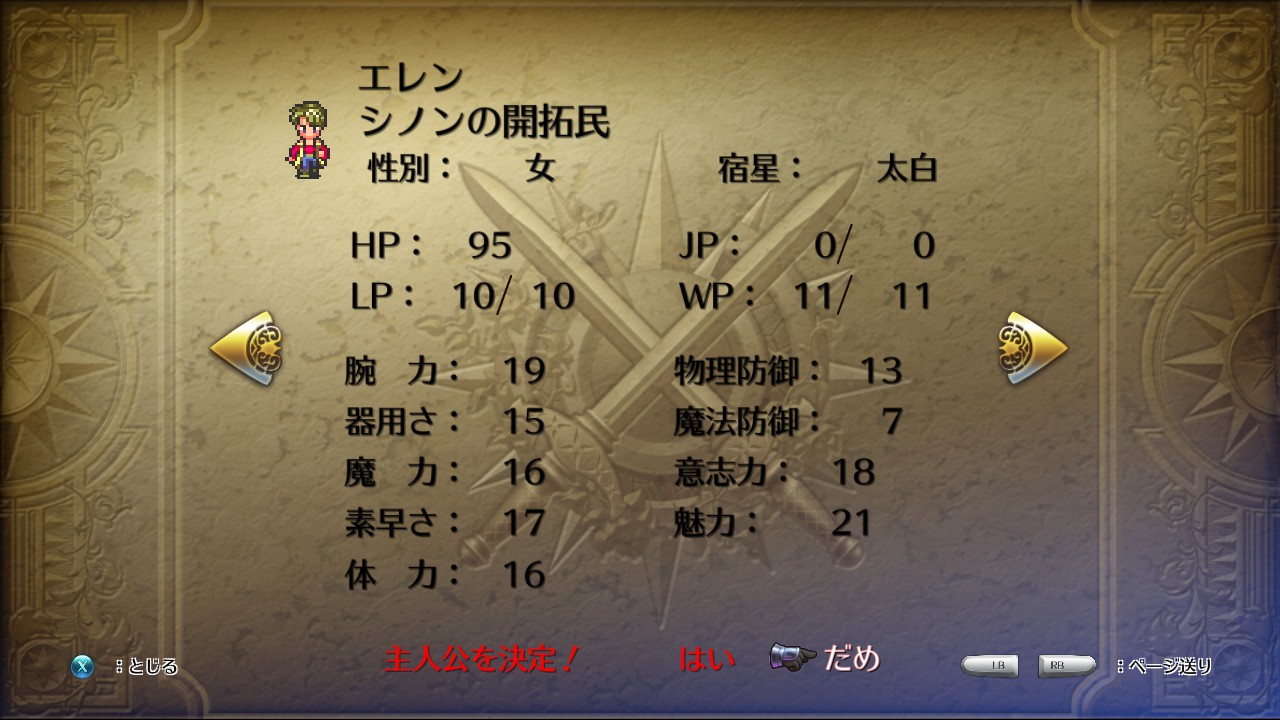 エレン
シノンの開拓民
性別： 女 宿星： 太白
HP： 95 JP： 0/ 0
LP： 10/ 10 WP： 11/ 11
腕　力： 19 物理防御： 13
器用さ： 15 魔法防御： 7
魔　力： 16 意志力： 18
素早さ： 17 魅力： 21
体　力： 16
主人公を決定！ はい だめ
X ：とじる LB RB ：ページ送り